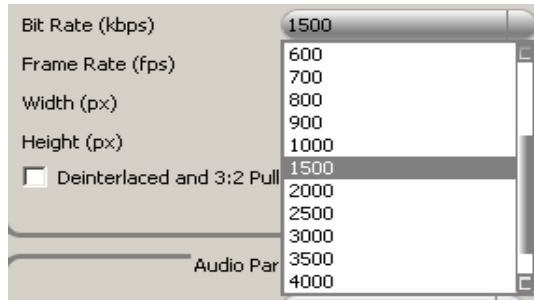 Bit Rate (kbps)
1500
Frame Rate (fps)
Width (px)
Height (px)
Deinterlaced and 3:2 Pull
Audio Par
600
700
800
900
1000
1500
2000
2500
3000
3500
4000